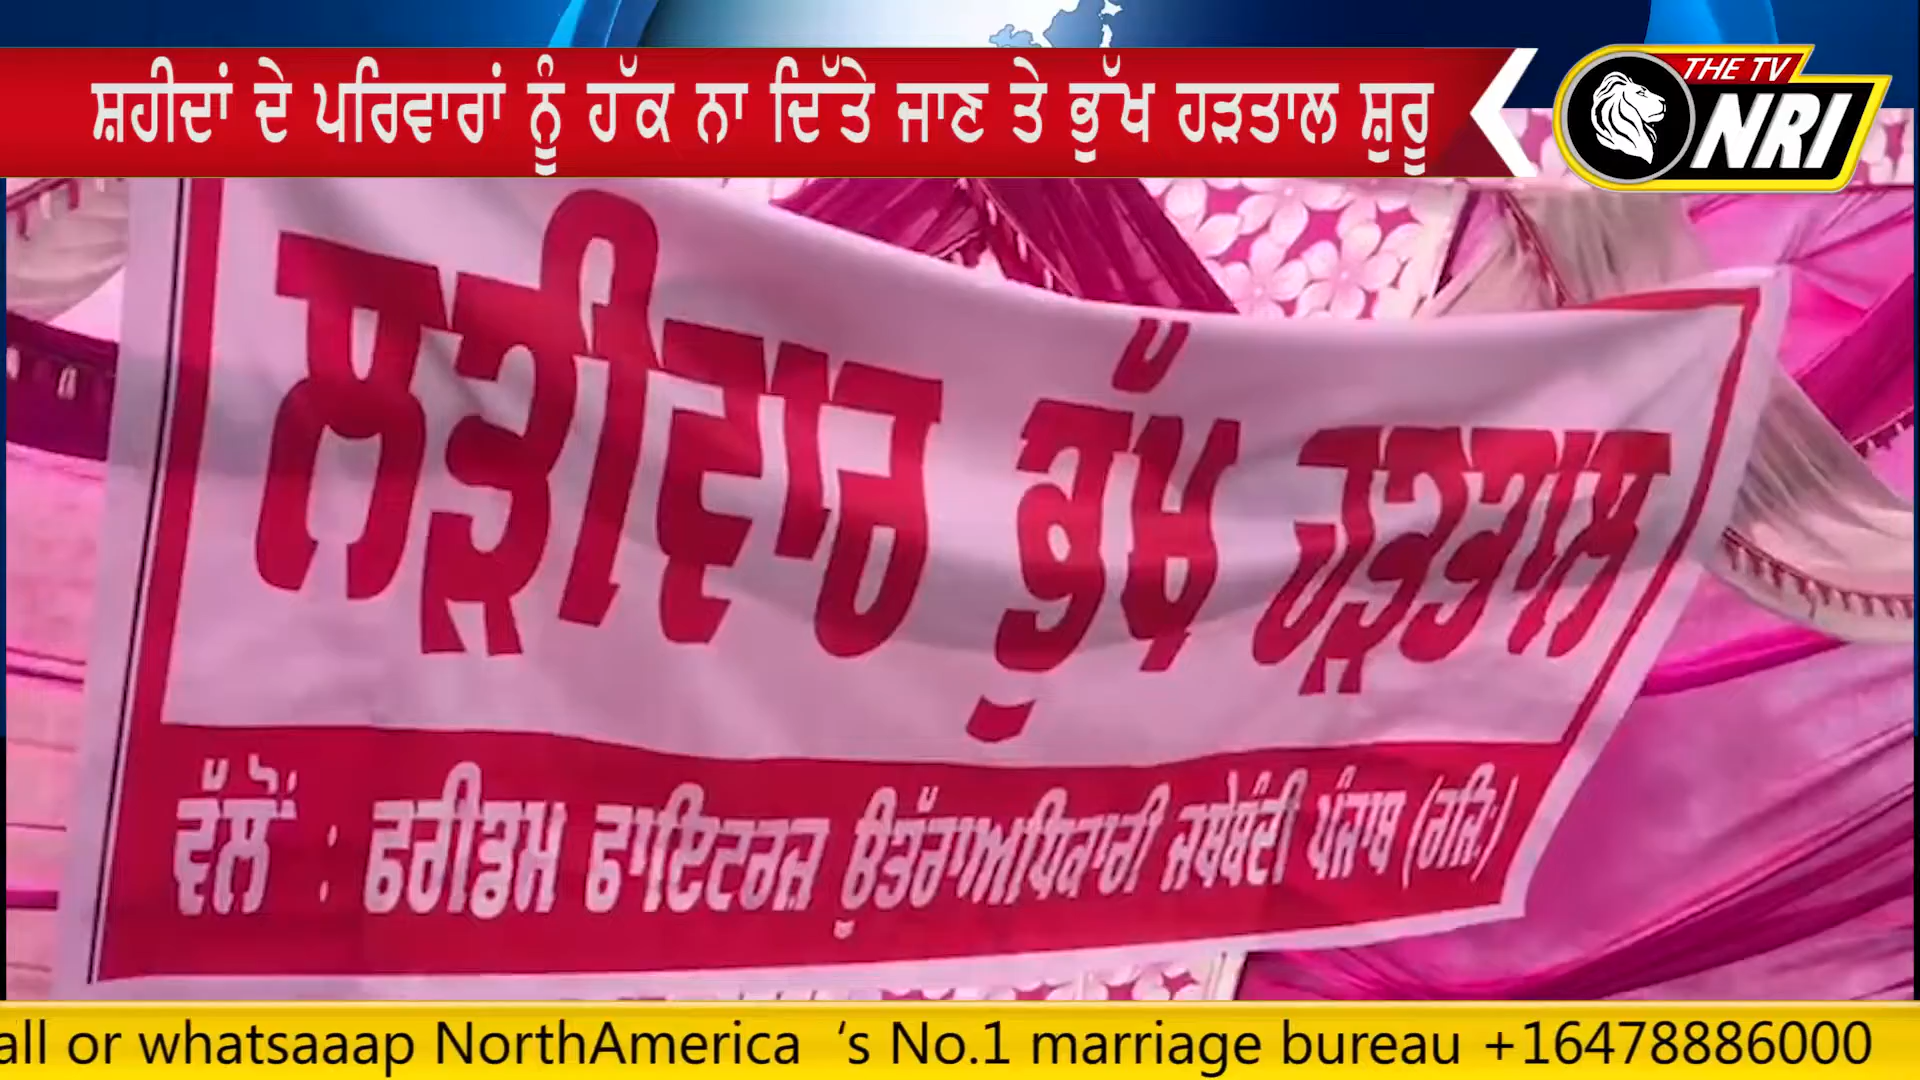 ਸ਼ਹੀਦਾਂ ਦੇ ਪਰਿਵਾਰਾਂ ਨੂੰ ਹੱਕ ਨਾ ਦਿੱਤੇ ਜਾਣ ਤੇ ਭੁੱਖ ਹੜਤਾਲ ਸ਼ੁਰੂ
THE TV
NRI
ਲੜੀਵਾਰ ਭੁੱਖ ਹੜਤਾਲ
ਵੱਲੋਂ : ਫਰੀਡਮ ਫਾਇਟਰਜ਼ ਉਤੱਰਾਅਧਿਕਾਰੀ ਜਥੇਬੰਦੀ ਪੰਜਾਬ (ਰਜਿ:)
all or whatsaaap NorthAmerica ‘s No.1 marriage bureau +16478886000